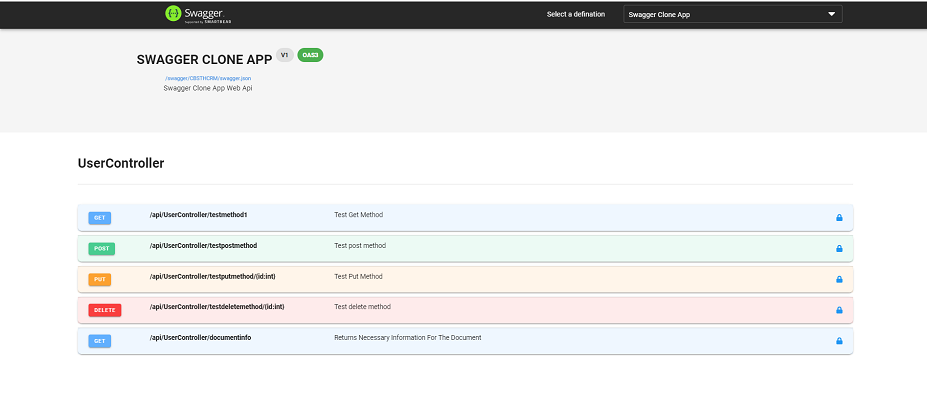 Swagger
Supported by SMARTBEAR
Select a defination
Swagger Clone App
SWAGGER CLONE APP V1 OAS3
/swagger/CBSTHCRM/swagger.json
Swagger Clone App Web Api
UserController
GET /api/UserController/testmethod1 Test Get Method
POST /api/UserController/testpostmethod Test post method
PUT /api/UserController/testputmethod/(id:int) Test Put Method
DELETE /api/UserController/testdeletemethod/(id:int) Test delete method
GET /api/UserController/documentinfo Returns Necessary Information For The Document